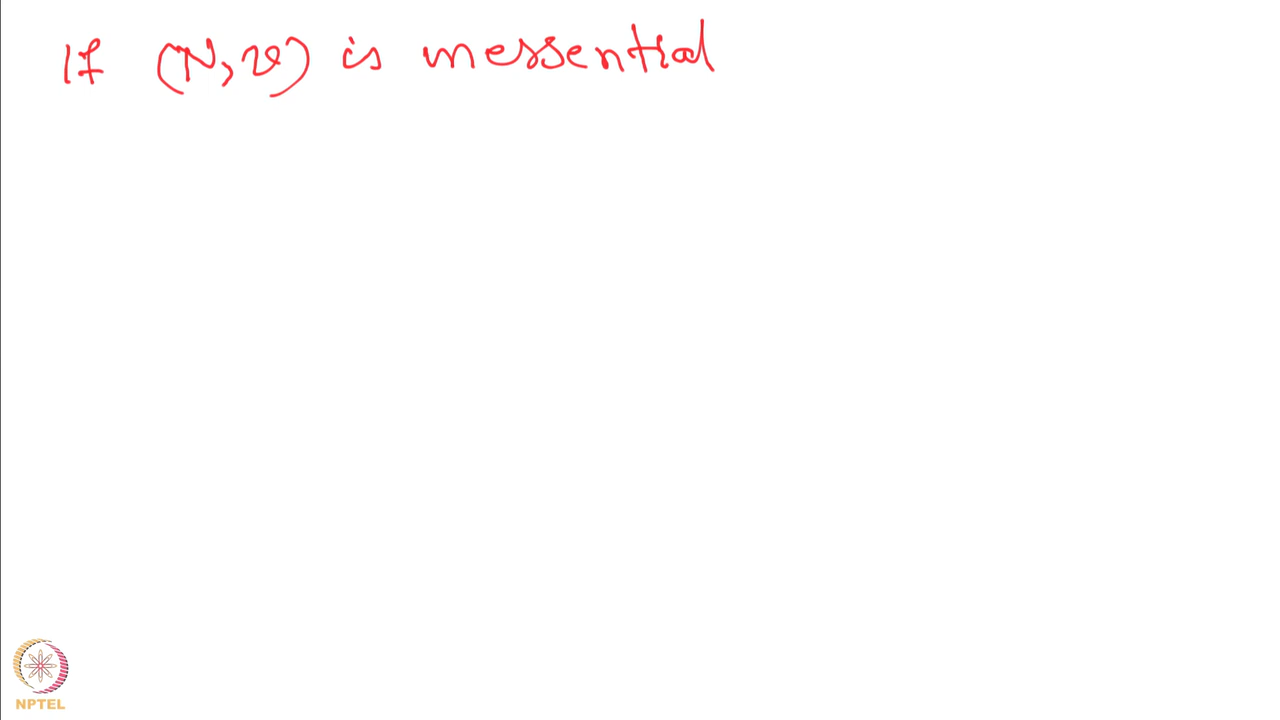 If (N, v) is inessential
NPTEL